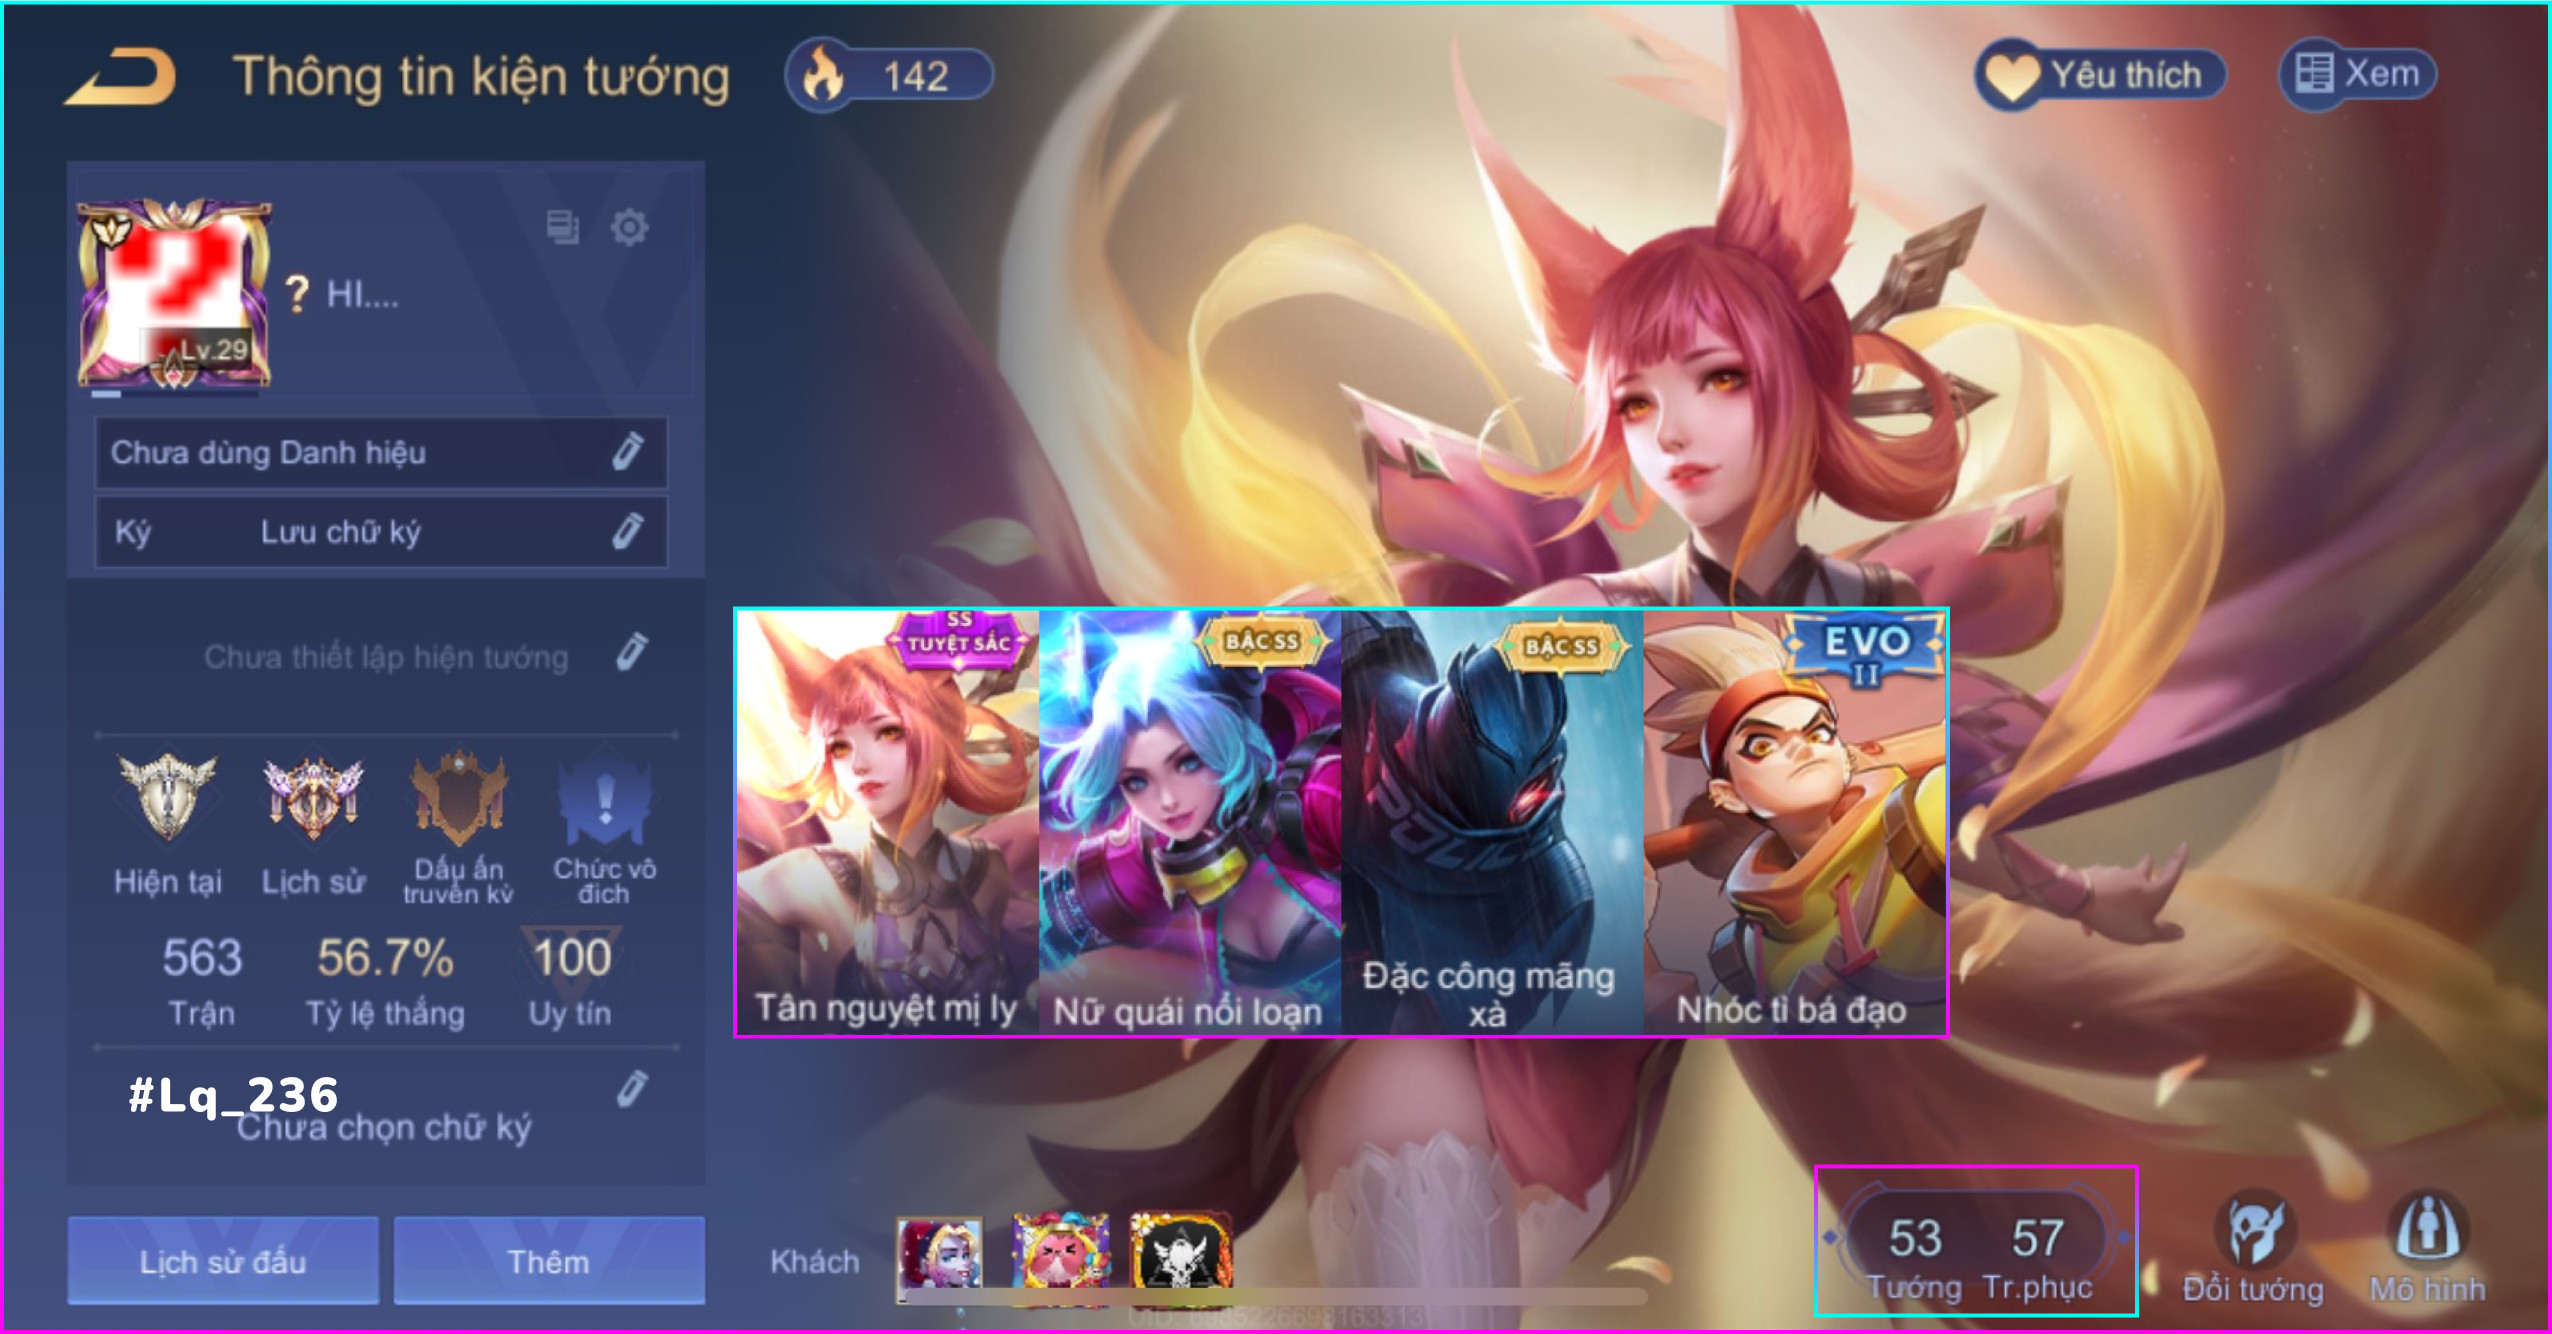 Thông tin kiện tướng
142
Yêu thích
Xem
Lv.29
? HI....
Chưa dùng Danh hiệu
Ký Lưu chữ ký
Chưa thiết lập hiện tướng
Hiện tại
Lịch sử
Dấu ấn truyền kỳ
Chức vô địch
563 56.7% 100
Trận Tỷ lệ thắng Uy tín
#Lq_236
Chưa chọn chữ ký
Lịch sử đấu
Thêm
SS
TUYỆT SẮC
Tân nguyệt mị ly
BẬC SS
Nữ quái nổi loạn
BẬC SS
POLICE
Đặc công mãng
xà
EVO
II
Nhóc tì bá đạo
Khách
53 57
Tướng Tr.phục
Đổi tướng
Mô hình